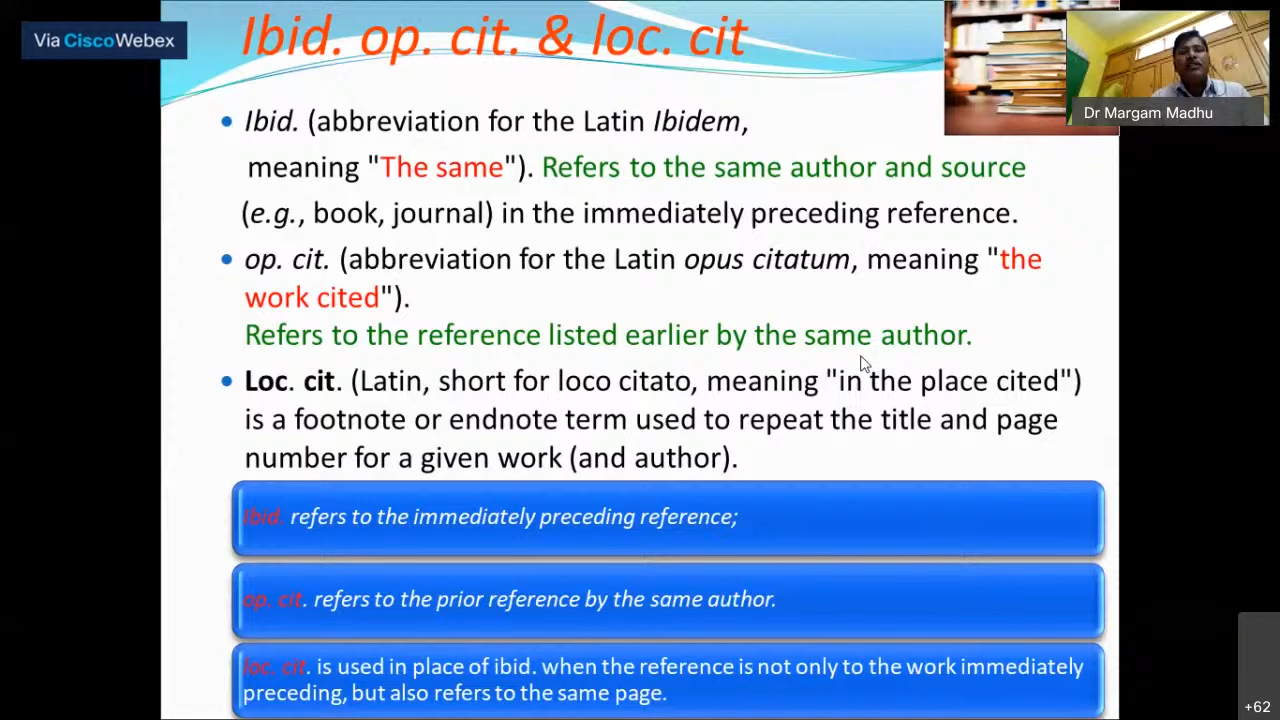 Via Cisco Webex
Ibid. op. cit. & loc. cit
Dr Margam Madhu
• Ibid. (abbreviation for the Latin Ibidem,
meaning "The same"). Refers to the same author and source
(e.g., book, journal) in the immediately preceding reference.
• op. cit. (abbreviation for the Latin opus citatum, meaning "the
work cited").
Refers to the reference listed earlier by the same author.
• Loc. cit. (Latin, short for loco citato, meaning "in the place cited")
is a footnote or endnote term used to repeat the title and page
number for a given work (and author).
Ibid. refers to the immediately preceding reference;
op. cit. refers to the prior reference by the same author.
loc. cit. is used in place of ibid. when the reference is not only to the work immediately
preceding, but also refers to the same page.
+62